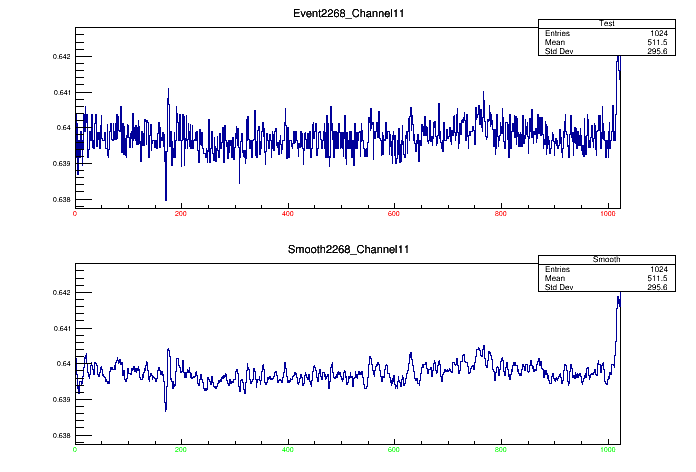 Event2268_Channel11
Test
Entries 1024
Mean 511.5
Std Dev 295.6
0.642
0.641
0.64
0.639
0.638
0 200 400 600 800 1000
Smooth2268_Channel11
Smooth
Entries 1024
Mean 511.5
Std Dev 295.6
0.642
0.641
0.64
0.639
0.638
0 200 400 600 800 1000